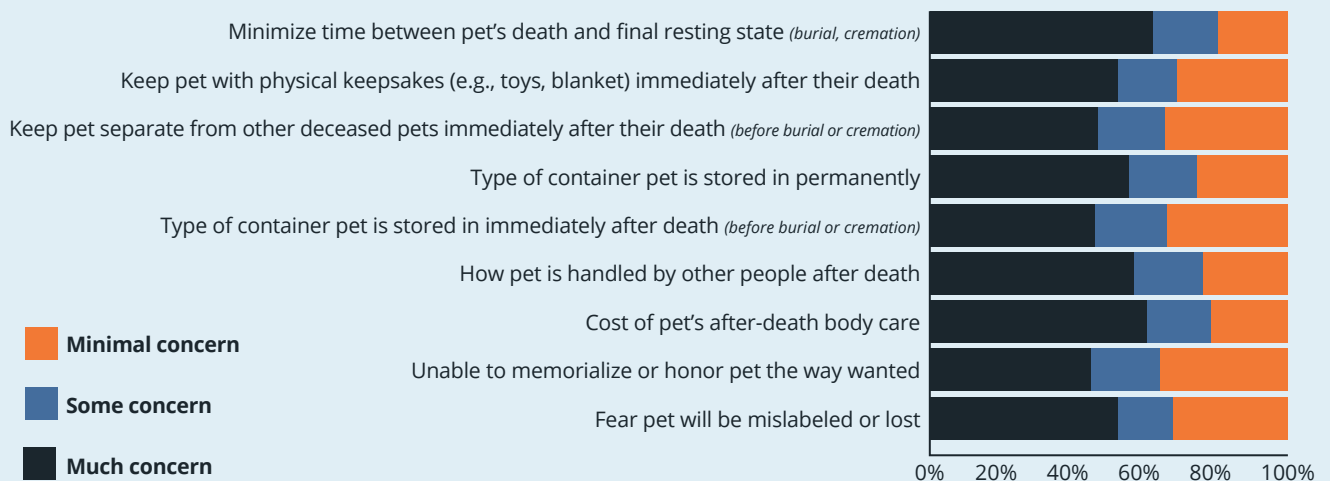 Minimize time between pet’s death and final resting state (burial, cremation)
Keep pet with physical keepsakes (e.g., toys, blanket) immediately after their death
Keep pet separate from other deceased pets immediately after their death (before burial or cremation)
Type of container pet is stored in permanently
Type of container pet is stored in immediately after death (before burial or cremation)
How pet is handled by other people after death
Cost of pet’s after-death body care
Unable to memorialize or honor pet the way wanted
Fear pet will be mislabeled or lost
Minimal concern
Some concern
Much concern
0% 20% 40% 60% 80% 100%